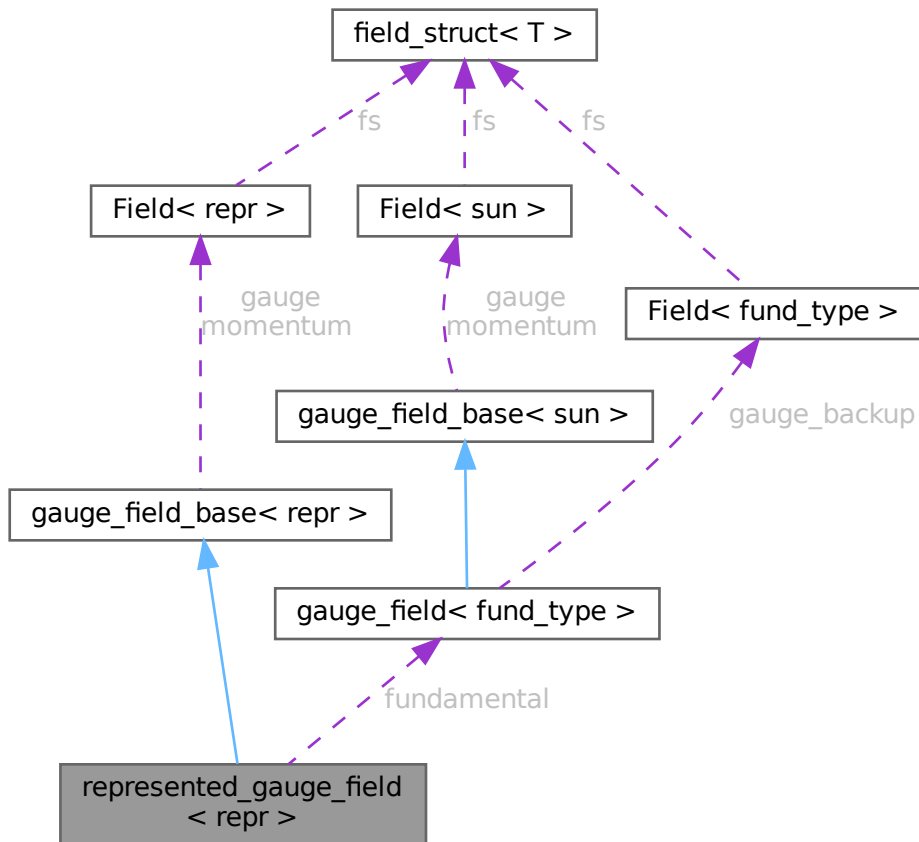 field_struct< T >
fs
fs
fs
Field< repr >
Field< sun >
Field< fund_type >
gauge
momentum
gauge
momentum
gauge_field_base< sun >
gauge_backup
gauge_field_base< repr >
gauge_field< fund_type >
fundamental
represented_gauge_field
< repr >